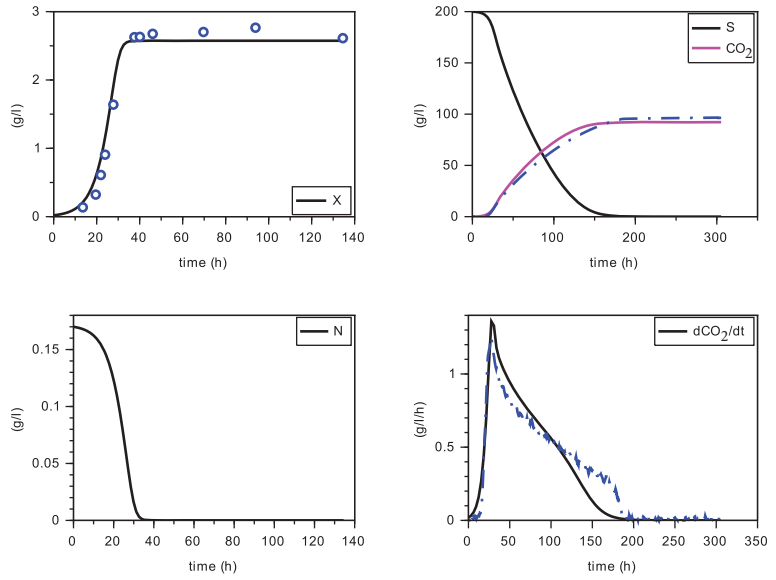 3
2
1
0
(g/l)
0 20 40 60 80 100 120 140
time (h)
X
200
150
100
50
0
(g/l)
0 100 200 300
time (h)
S
CO2
0.15
0.1
0.05
0
(g/l)
0 20 40 60 80 100 120 140
time (h)
N
1
0.5
0
(g/l/h)
0 50 100 150 200 250 300 350
time (h)
dCO2/dt